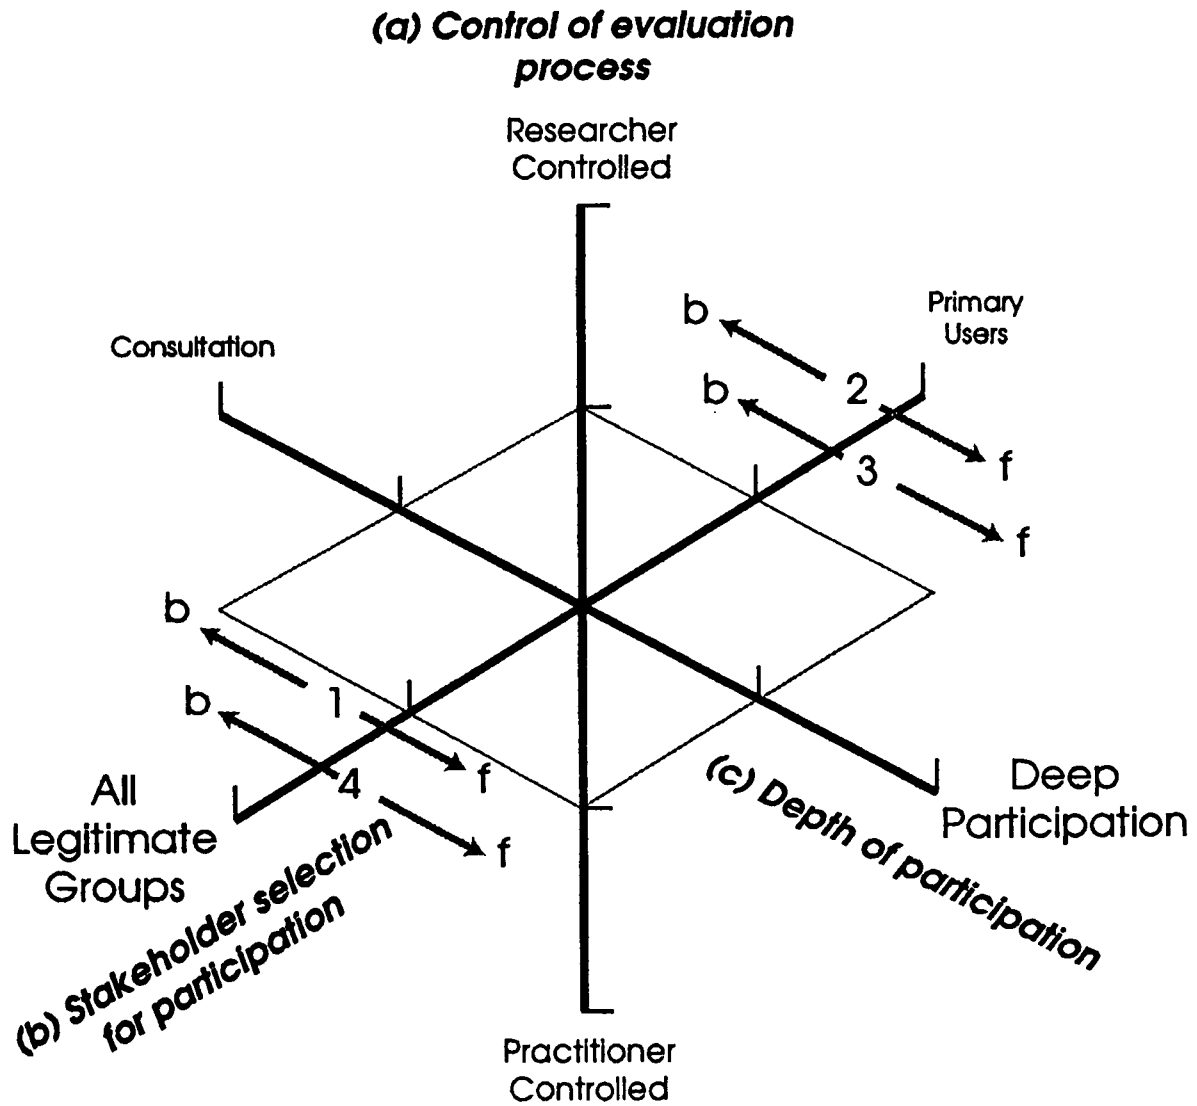 (a) Control of evaluation
process
Researcher
Controlled
Primary
Users
b
Consultation
2
b
f
3
f
b
1
b
f
4
f
All
Legitimate
Groups
(b) Stakeholder selection
for participation
(c) Depth of participation
Deep
Participation
Practitioner
Controlled